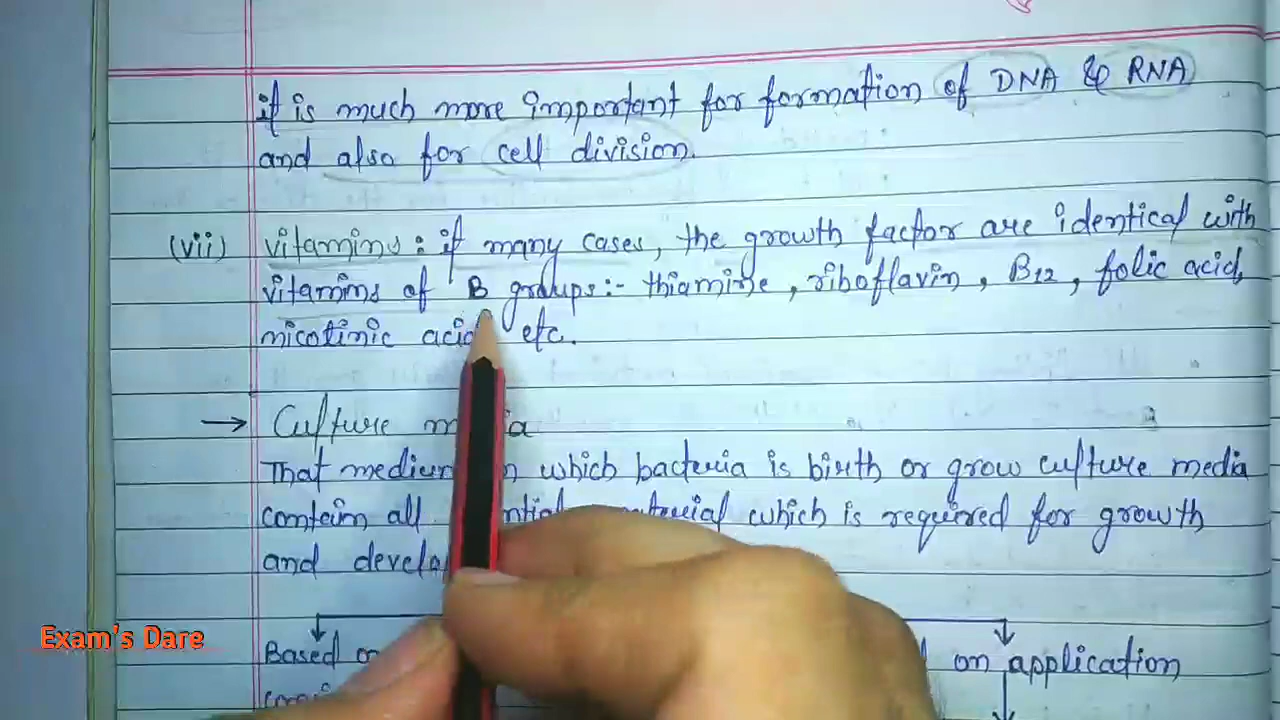 it is much more important for formation of DNA & RNA
and also for cell division.
(vii) vitamins : if many cases, the growth factor are identical with
vitamins of B groups:- thiamine, riboflavin, B12, folic acid,
nicotinic acid etc.
→ Culture
That which bacteria is birth or grow culture media
contain all which is required for growth
and
Exam's Dare
Based on application